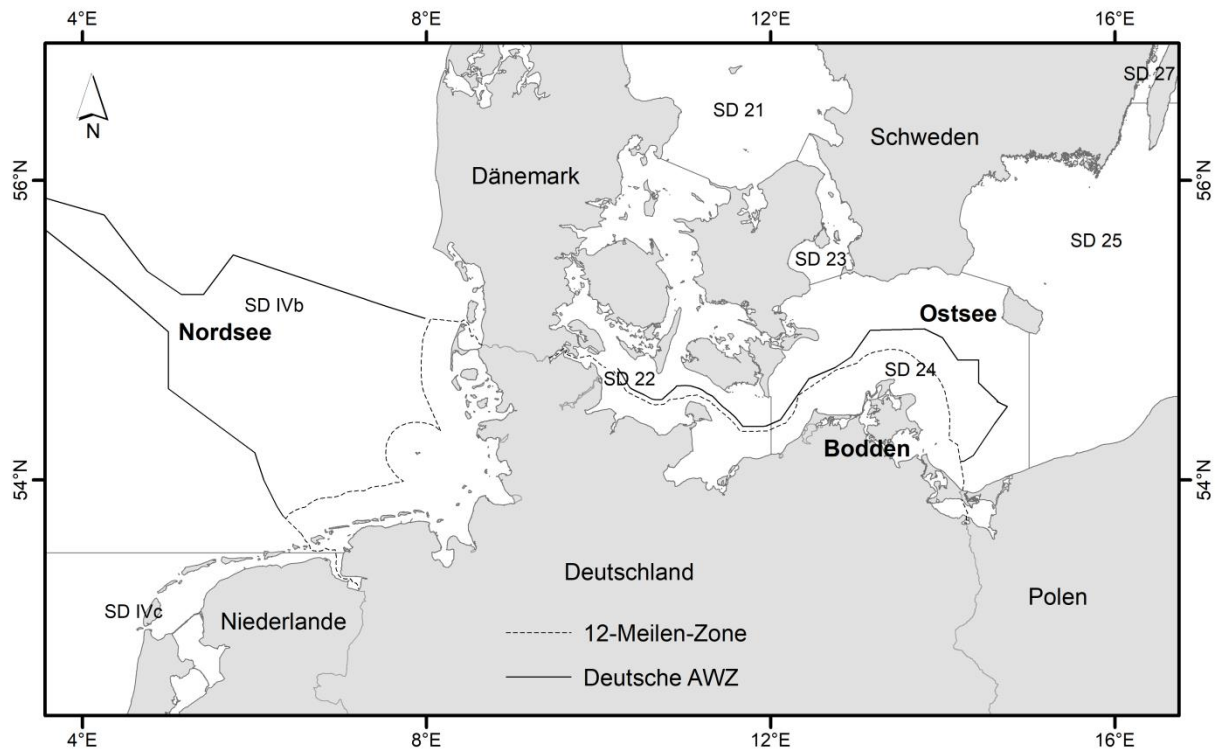 4°E 8°E 12°E 16°E
SD 27
SD 21
N
Schweden
Dänemark
56°N 56°N
SD 25
SD 23
SD IVb
Ostsee
Nordsee
SD 22
SD 24
Bodden
54°N 54°N
Deutschland
Polen
SD IVc
Niederlande
12-Meilen-Zone
Deutsche AWZ
4°E 8°E 12°E 16°E